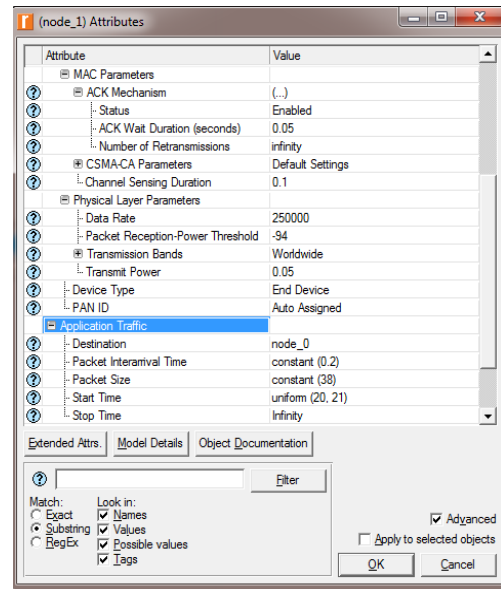 (node_1) Attributes
Attribute Value
MAC Parameters
ACK Mechanism (...)
Status Enabled
ACK Wait Duration (seconds) 0.05
Number of Retransmissions infinity
CSMA-CA Parameters Default Settings
Channel Sensing Duration 0.1
Physical Layer Parameters
Data Rate 250000
Packet Reception-Power Threshold -94
Transmission Bands Worldwide
Transmit Power 0.05
Device Type End Device
PAN ID Auto Assigned
Application Traffic
Destination node_0
Packet Interarrival Time constant (0.2)
Packet Size constant (38)
Start Time uniform (20, 21)
Stop Time Infinity
Extended Attrs. Model Details Object Documentation
Filter
Match: Look in:
Exact Names
Substring Values
RegEx Possible values
Tags
Advanced
Apply to selected objects
OK Cancel